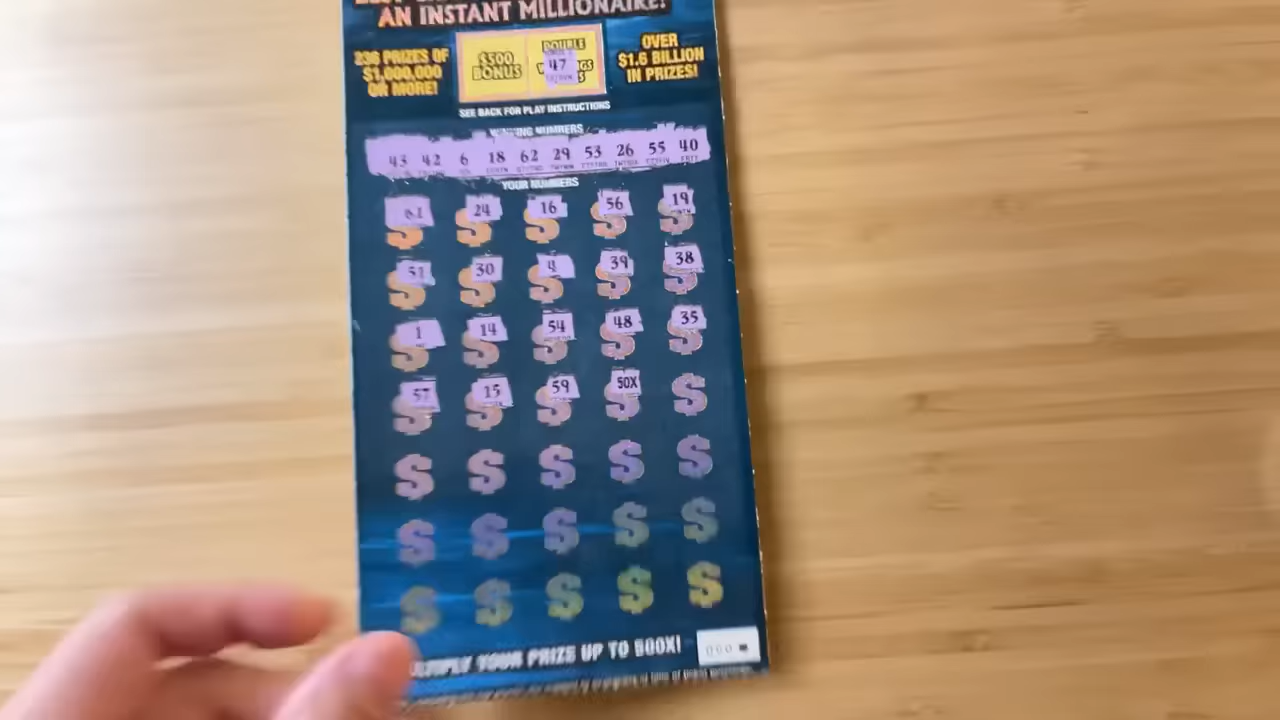 AN INSTANT MILLIONAIRE!
236 PRIZES OF
$1,000,000
OR MORE!
$500
BONUS
DOUBLE
47
OVER
$1.6 BILLION
IN PRIZES!
SEE BACK FOR PLAY INSTRUCTIONS
WINNING NUMBERS
43 42 6 18 62 29 53 26 55 40
YOUR NUMBERS
61 24 16 56 19
51 30 4 39 38
1 14 54 48 35
57 15 59 50X
YOUR PRIZE UP TO 500X!
000